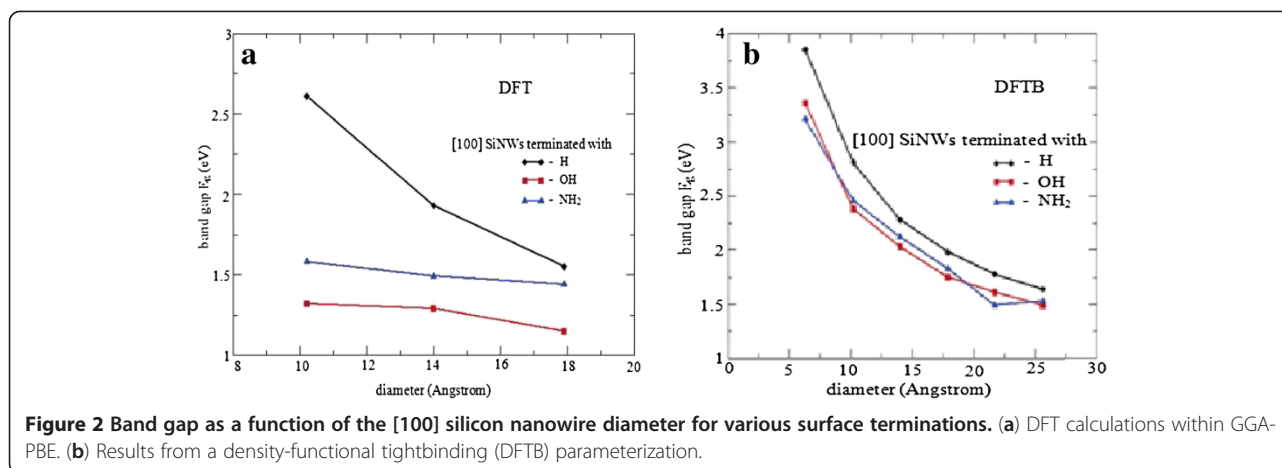 a
DFT
[100] SiNWs terminated with
- H
- OH
- NH₂
band gap Eg (eV)
3
2.5
2
1.5
1
8
10
12
14
16
18
20
diameter (Angstrom)
b
DFTB
[100] SiNWs terminated with
- H
- OH
- NH₂
band gap Eg (eV)
4
3.5
3
2.5
2
1.5
1
0
5
10
15
20
25
30
diameter (Angstrom)
Figure 2 Band gap as a function of the [100] silicon nanowire diameter for various surface terminations. (a) DFT calculations within GGA-
PBE. (b) Results from a density-functional tightbinding (DFTB) parameterization.